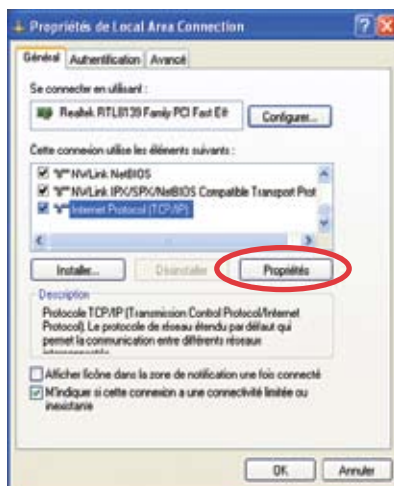 Propriétés de Local Area Connection
Général Authentification Avancé
Se connecter en utilisant :
Realtek RTL8139 Family PCI Fast Eth
Configurer...
Cette connexion utilise les éléments suivants :
NWLink NetBIOS
NWLink IPX/SPX/NetBIOS Compatible Transport Prot
Internet Protocol (TCP/IP)
Installer... Désinstaller Propriétés
Description
Protocole TCP/IP (Transmission Control Protocol/Internet
Protocol). Le protocole de réseau étendu par défaut qui
permet la communication entre différents réseaux
Afficher l'icône dans la zone de notification une fois connecté
M'indiquer si cette connexion a une connectivité limitée ou
inexistante
OK Annuler